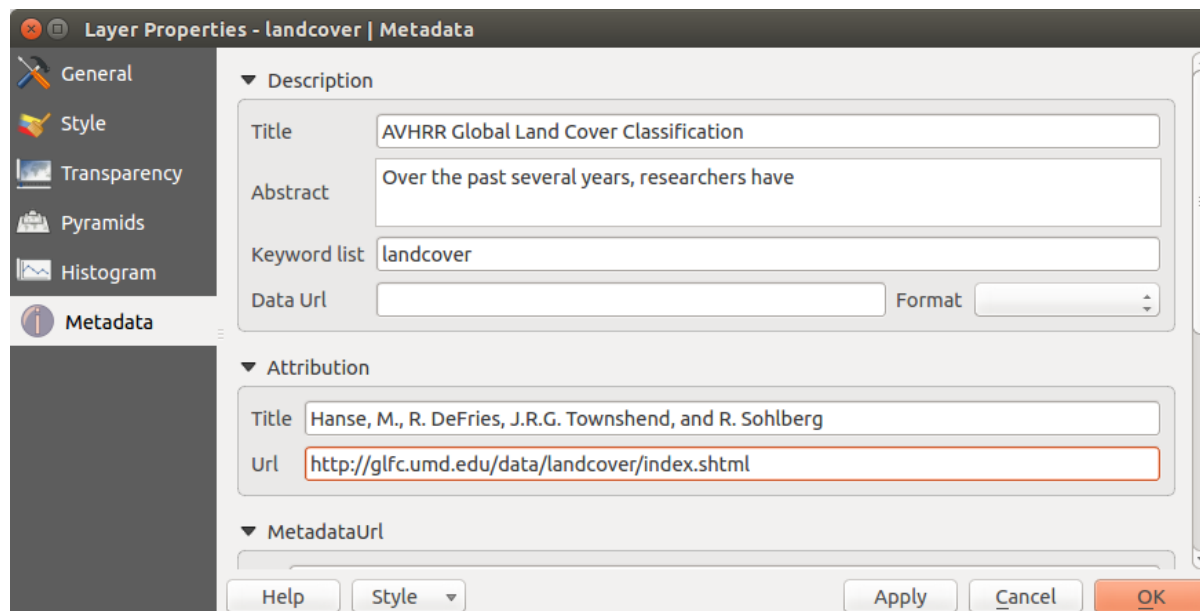 Layer Properties - landcover | Metadata
General
Style
Transparency
Pyramids
Histogram
Metadata
Description
Title AVHRR Global Land Cover Classification
Abstract Over the past several years, researchers have
Keyword list landcover
Data Url Format
Attribution
Title Hanse, M., R. DeFries, J.R.G. Townshend, and R. Sohlberg
Url http://glfc.umd.edu/data/landcover/index.shtml
MetadataUrl
Help Style Apply Cancel OK